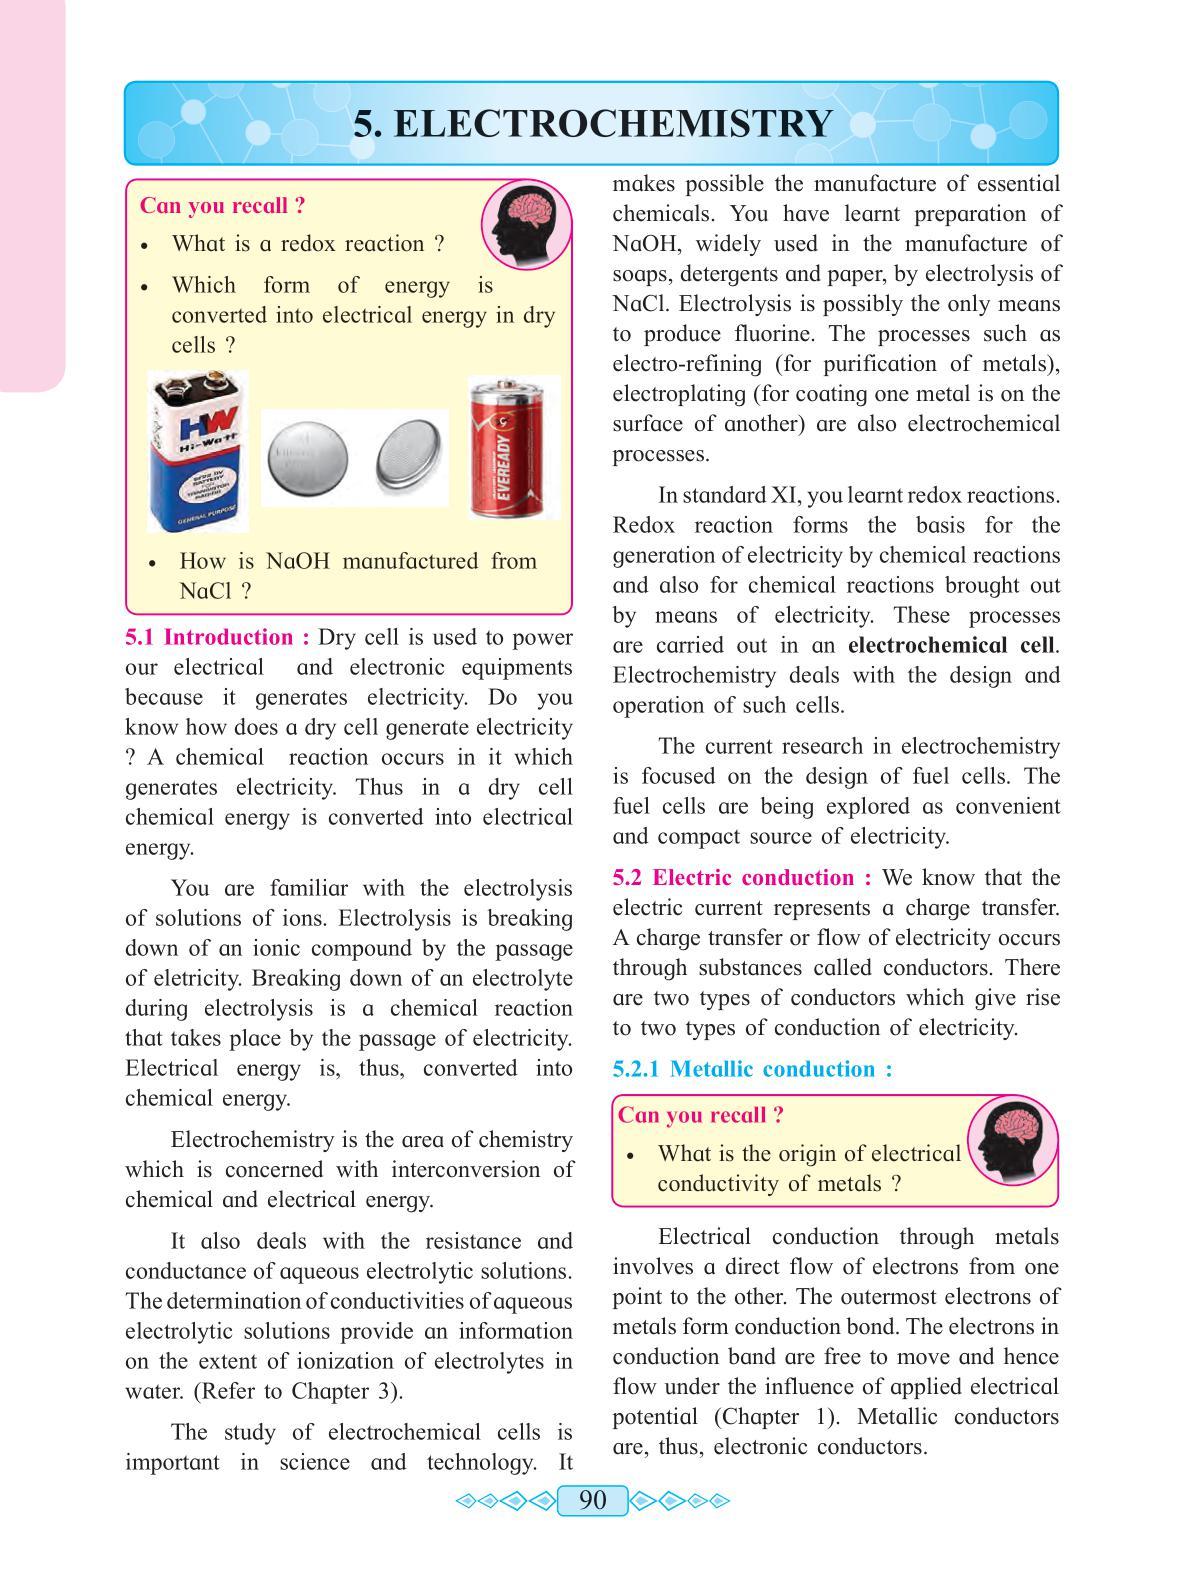 5. ELECTROCHEMISTRY
Can you recall ?
• What is a redox reaction ?
• Which form of energy is
converted into electrical energy in dry
cells ?
HW
Hi-Watt
GENERAL PURPOSE
EVEREADY
• How is NaOH manufactured from
NaCl ?
5.1 Introduction : Dry cell is used to power
our electrical and electronic equipments
because it generates electricity. Do you
know how does a dry cell generate electricity
? A chemical reaction occurs in it which
generates electricity. Thus in a dry cell
chemical energy is converted into electrical
energy.
You are familiar with the electrolysis
of solutions of ions. Electrolysis is breaking
down of an ionic compound by the passage
of eletricity. Breaking down of an electrolyte
during electrolysis is a chemical reaction
that takes place by the passage of electricity.
Electrical energy is, thus, converted into
chemical energy.
Electrochemistry is the area of chemistry
which is concerned with interconversion of
chemical and electrical energy.
It also deals with the resistance and
conductance of aqueous electrolytic solutions.
The determination of conductivities of aqueous
electrolytic solutions provide an information
on the extent of ionization of electrolytes in
water. (Refer to Chapter 3).
The study of electrochemical cells is
important in science and technology. It
makes possible the manufacture of essential
chemicals. You have learnt preparation of
NaOH, widely used in the manufacture of
soaps, detergents and paper, by electrolysis of
NaCl. Electrolysis is possibly the only means
to produce fluorine. The processes such as
electro-refining (for purification of metals),
electroplating (for coating one metal is on the
surface of another) are also electrochemical
processes.
In standard XI, you learnt redox reactions.
Redox reaction forms the basis for the
generation of electricity by chemical reactions
and also for chemical reactions brought out
by means of electricity. These processes
are carried out in an electrochemical cell.
Electrochemistry deals with the design and
operation of such cells.
The current research in electrochemistry
is focused on the design of fuel cells. The
fuel cells are being explored as convenient
and compact source of electricity.
5.2 Electric conduction : We know that the
electric current represents a charge transfer.
A charge transfer or flow of electricity occurs
through substances called conductors. There
are two types of conductors which give rise
to two types of conduction of electricity.
5.2.1 Metallic conduction :
Can you recall ?
• What is the origin of electrical
conductivity of metals ?
Electrical conduction through metals
involves a direct flow of electrons from one
point to the other. The outermost electrons of
metals form conduction bond. The electrons in
conduction band are free to move and hence
flow under the influence of applied electrical
potential (Chapter 1). Metallic conductors
are, thus, electronic conductors.
90